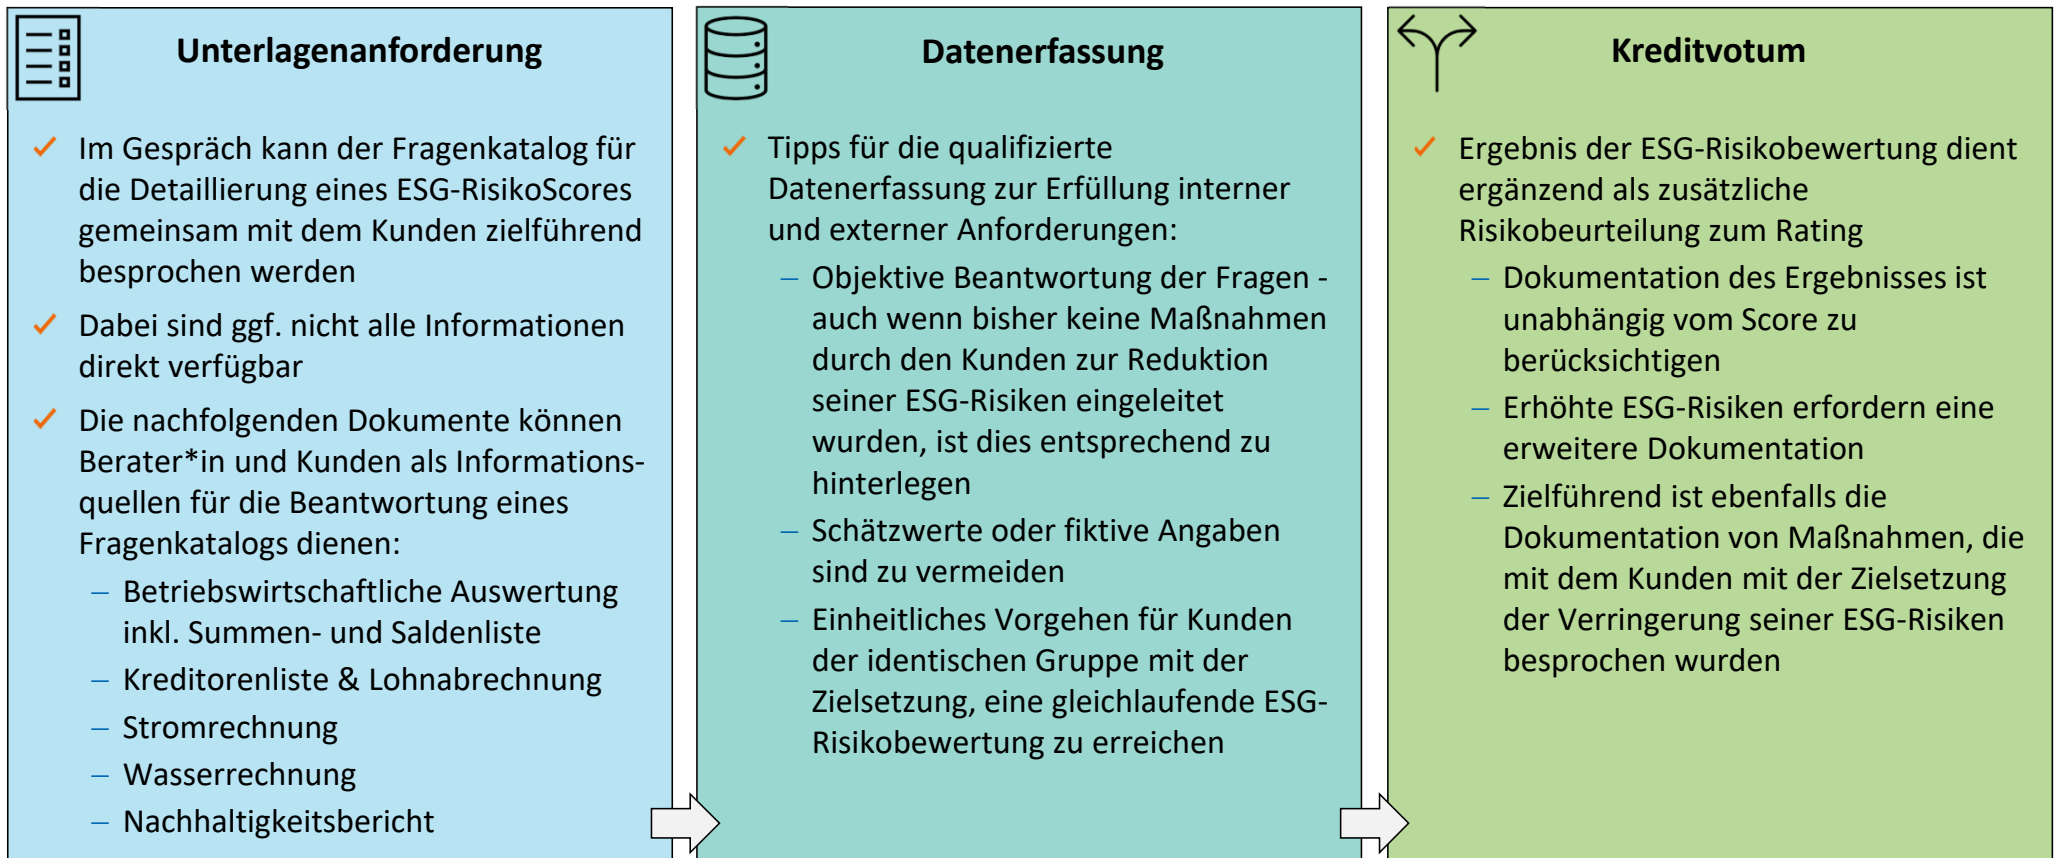 Unterlagenanforderung
Im Gespräch kann der Fragenkatalog für
die Detaillierung eines ESG-RisikoScores
gemeinsam mit dem Kunden zielführend
besprochen werden
Dabei sind ggf. nicht alle Informationen
direkt verfügbar
Die nachfolgenden Dokumente können
Berater*in und Kunden als Informations-
quellen für die Beantwortung eines
Fragenkatalogs dienen:
– Betriebswirtschaftliche Auswertung
inkl. Summen- und Saldenliste
– Kreditorenliste & Lohnabrechnung
– Stromrechnung
– Wasserrechnung
– Nachhaltigkeitsbericht
Datenerfassung
Tipps für die qualifizierte
Datenerfassung zur Erfüllung interner
und externer Anforderungen:
– Objektive Beantwortung der Fragen -
auch wenn bisher keine Maßnahmen
durch den Kunden zur Reduktion
seiner ESG-Risiken eingeleitet
wurden, ist dies entsprechend zu
hinterlegen
– Schätzwerte oder fiktive Angaben
sind zu vermeiden
– Einheitliches Vorgehen für Kunden
der identischen Gruppe mit der
Zielsetzung, eine gleichlaufende ESG-
Risikobewertung zu erreichen
Kreditvotum
Ergebnis der ESG-Risikobewertung dient
ergänzend als zusätzliche
Risikobeurteilung zum Rating
– Dokumentation des Ergebnisses ist
unabhängig vom Score zu
berücksichtigen
– Erhöhte ESG-Risiken erfordern eine
erweitere Dokumentation
– Zielführend ist ebenfalls die
Dokumentation von Maßnahmen, die
mit dem Kunden mit der Zielsetzung
der Verringerung seiner ESG-Risiken
besprochen wurden